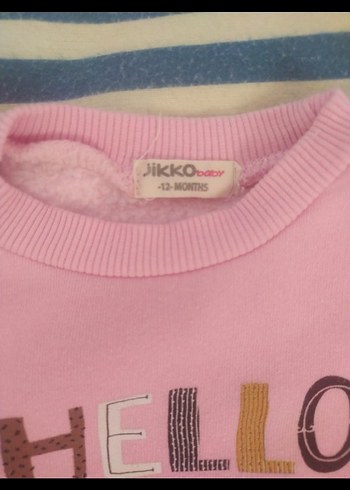 JiKKO baby
-12- MONTHS
HELLO